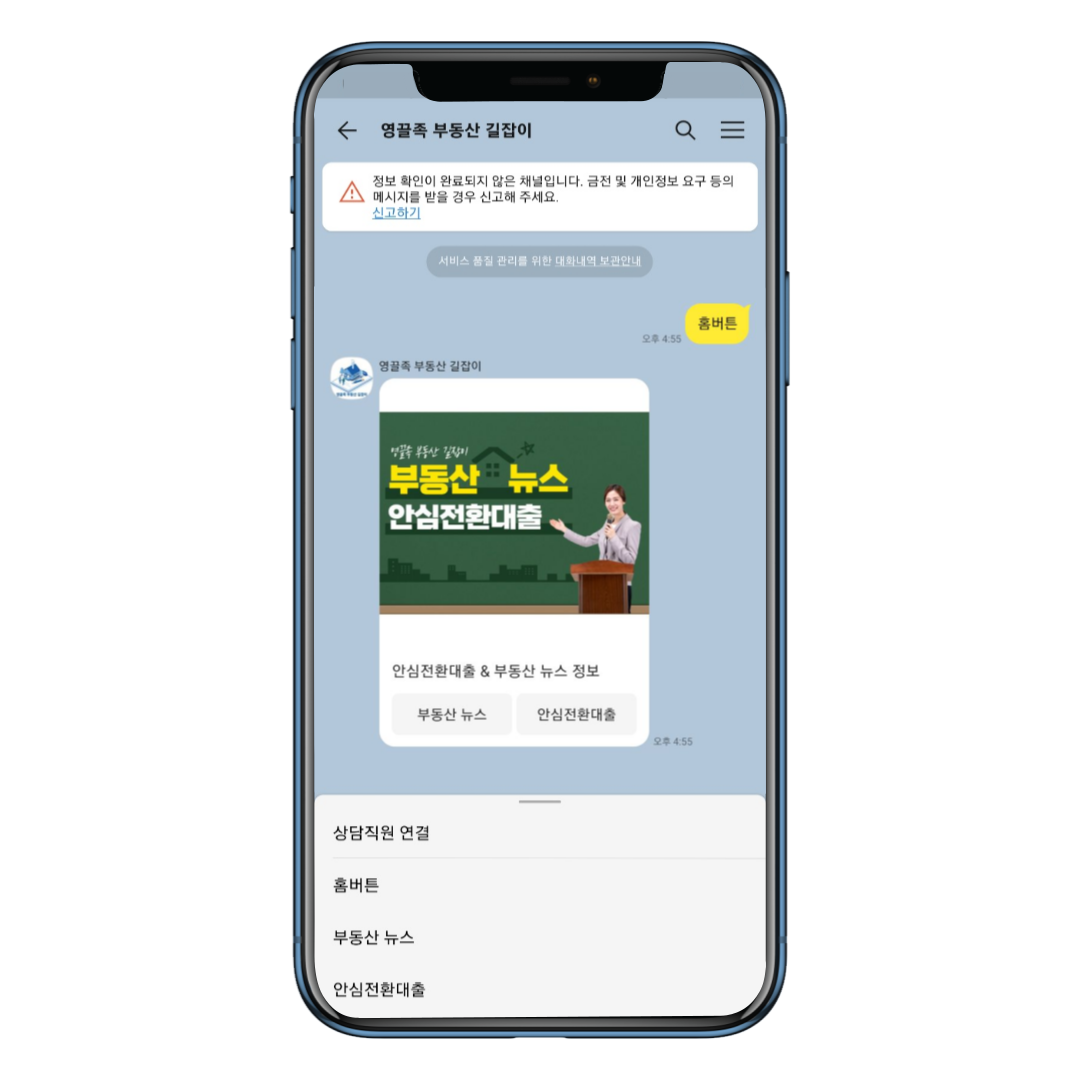 영끌족 부동산 길잡이
정보 확인이 완료되지 않은 채널입니다. 금전 및 개인정보 요구 등의
메시지를 받을 경우 신고해 주세요.
신고하기
서비스 품질 관리를 위한 대화내역 보관안내
홈버튼
오후 4:55
영끌족 부동산 길잡이
영끌족 부동산 길잡이
부동산 뉴스
안심전환대출
안심전환대출 & 부동산 뉴스 정보
부동산 뉴스 안심전환대출
오후 4:55
상담직원 연결
홈버튼
부동산 뉴스
안심전환대출